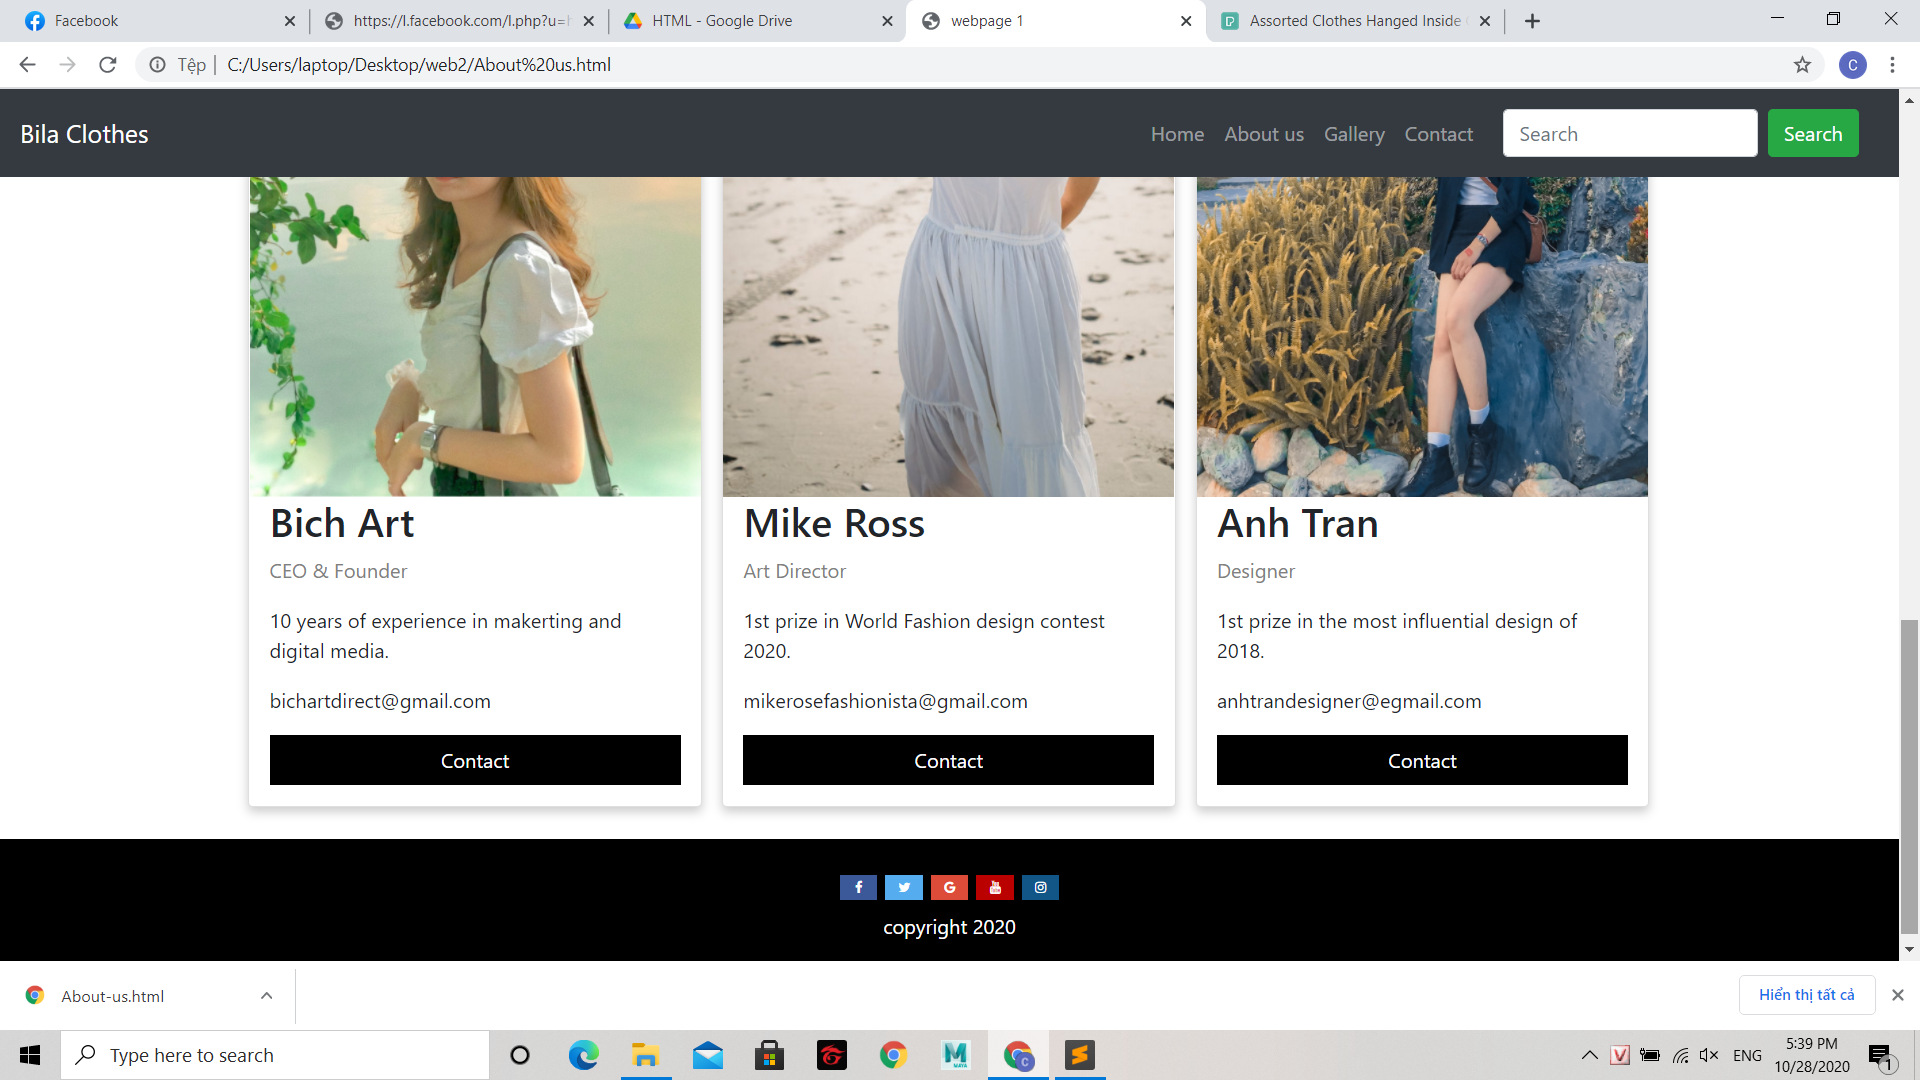 Facebook
https://l.facebook.com/l.php?u=
HTML - Google Drive
webpage 1
Assorted Clothes Hanged Inside
Tệp
C:/Users/laptop/Desktop/web2/About%20us.html
C
Bila Clothes
Home
About us
Gallery
Contact
Search
Search
Bich Art
CEO & Founder
10 years of experience in makerting and
digital media.
bichartdirect@gmail.com
Contact
Mike Ross
Art Director
1st prize in World Fashion design contest
2020.
mikerosefashionista@gmail.com
Contact
Anh Tran
Designer
1st prize in the most influential design of
2018.
anhtrandesigner@egmail.com
Contact
copyright 2020
About-us.html
Hiển thị tất cả
Type here to search
ENG
5:39 PM
10/28/2020
1